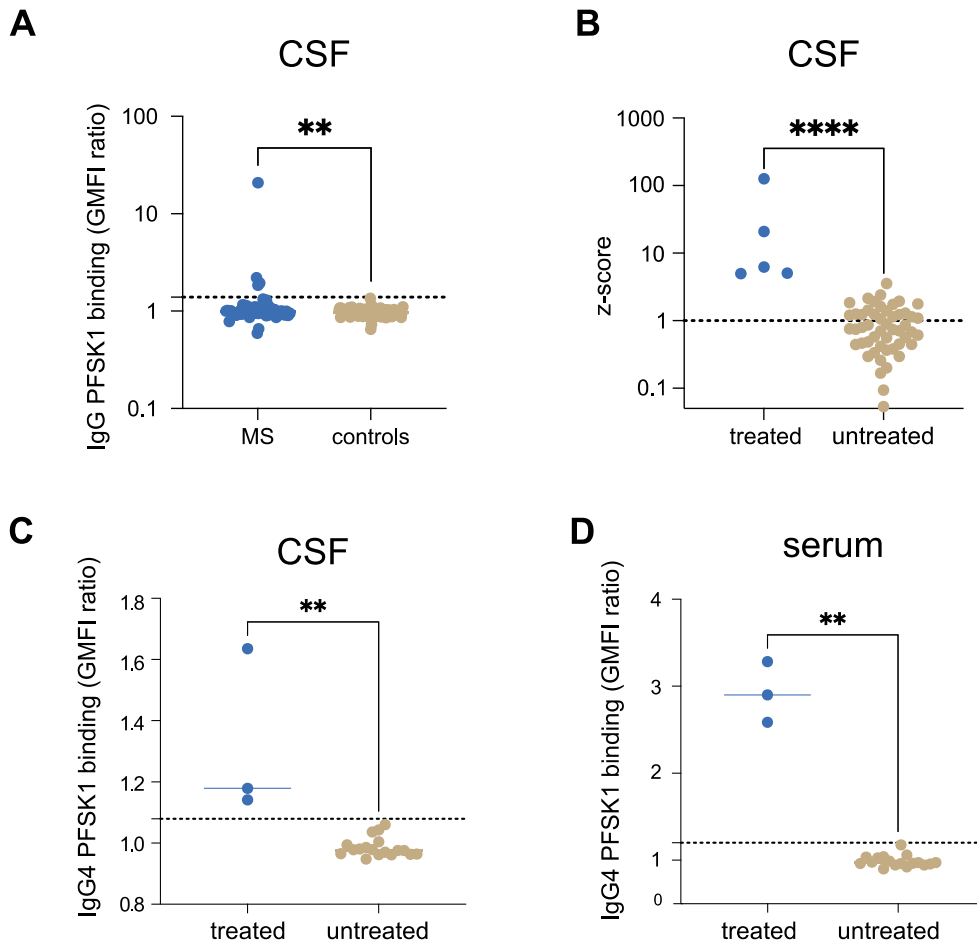 A
CSF
IgG PFSK1 binding (GMFI ratio)
100
10
1
0.1
**
MS
controls
B
CSF
z-score
1000
100
10
1
0.1
****
treated
untreated
C
CSF
IgG4 PFSK1 binding (GMFI ratio)
1.8
1.6
1.4
1.2
1.0
0.8
**
treated
untreated
D
serum
IgG4 PFSK1 binding (GMFI ratio)
4
3
2
1
0
**
treated
untreated